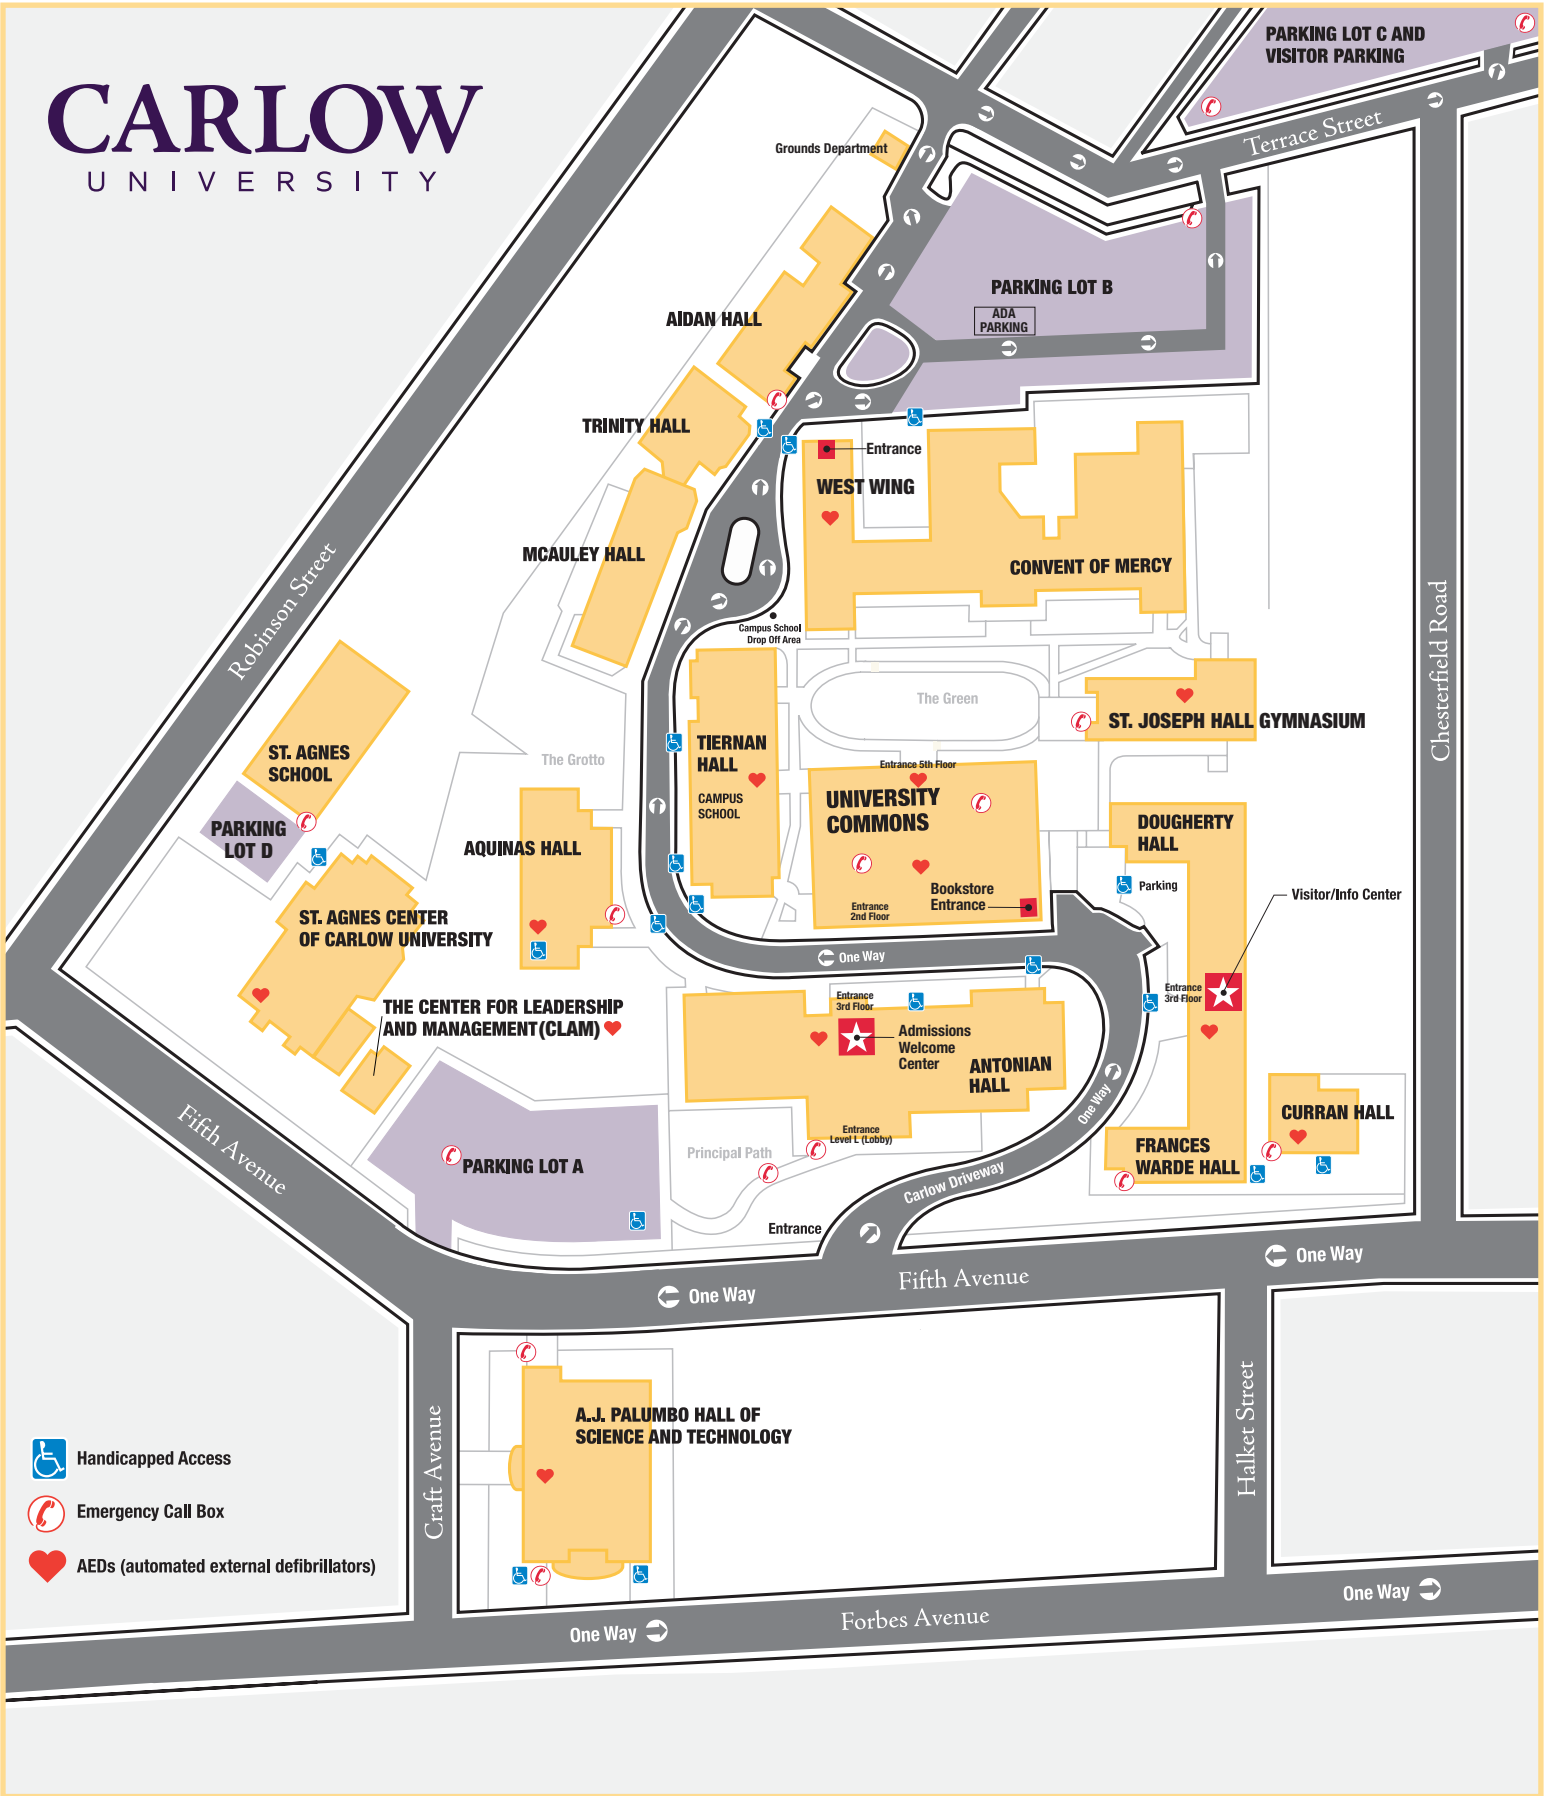 CARLOW
UNIVERSITY
PARKING LOT C AND
VISITOR PARKING
Terrace Street
Grounds Department
PARKING LOT B
ADA
PARKING
AIDAN HALL
TRINITY HALL
Entrance
WEST WING
MCAULEY HALL
CONVENT OF MERCY
Robinson Street
Chesterfield Road
Campus School
Drop Off Area
The Green
ST. JOSEPH HALL GYMNASIUM
ST. AGNES
SCHOOL
The Grotto
TIERNAN
HALL
CAMPUS
SCHOOL
Entrance 5th Floor
UNIVERSITY
COMMONS
PARKING
LOT D
AQUINAS HALL
DOUGHERTY
HALL
Parking
Bookstore
Entrance
Entrance
2nd Floor
Visitor/Info Center
ST. AGNES CENTER
OF CARLOW UNIVERSITY
One Way
Entrance
3rd Floor
Entrance
3rd Floor
THE CENTER FOR LEADERSHIP
AND MANAGEMENT (CLAM)
Admissions
Welcome
Center
ANTONIAN
HALL
One Way
CURRAN HALL
Fifth Avenue
Entrance
Level L (Lobby)
Principal Path
FRANCES
WARDE HALL
PARKING LOT A
Carlow Driveway
Entrance
One Way
Fifth Avenue
One Way
A.J. PALUMBO HALL OF
SCIENCE AND TECHNOLOGY
Craft Avenue
Halket Street
Handicapped Access
Emergency Call Box
AEDs (automated external defibrillators)
One Way
Forbes Avenue
One Way